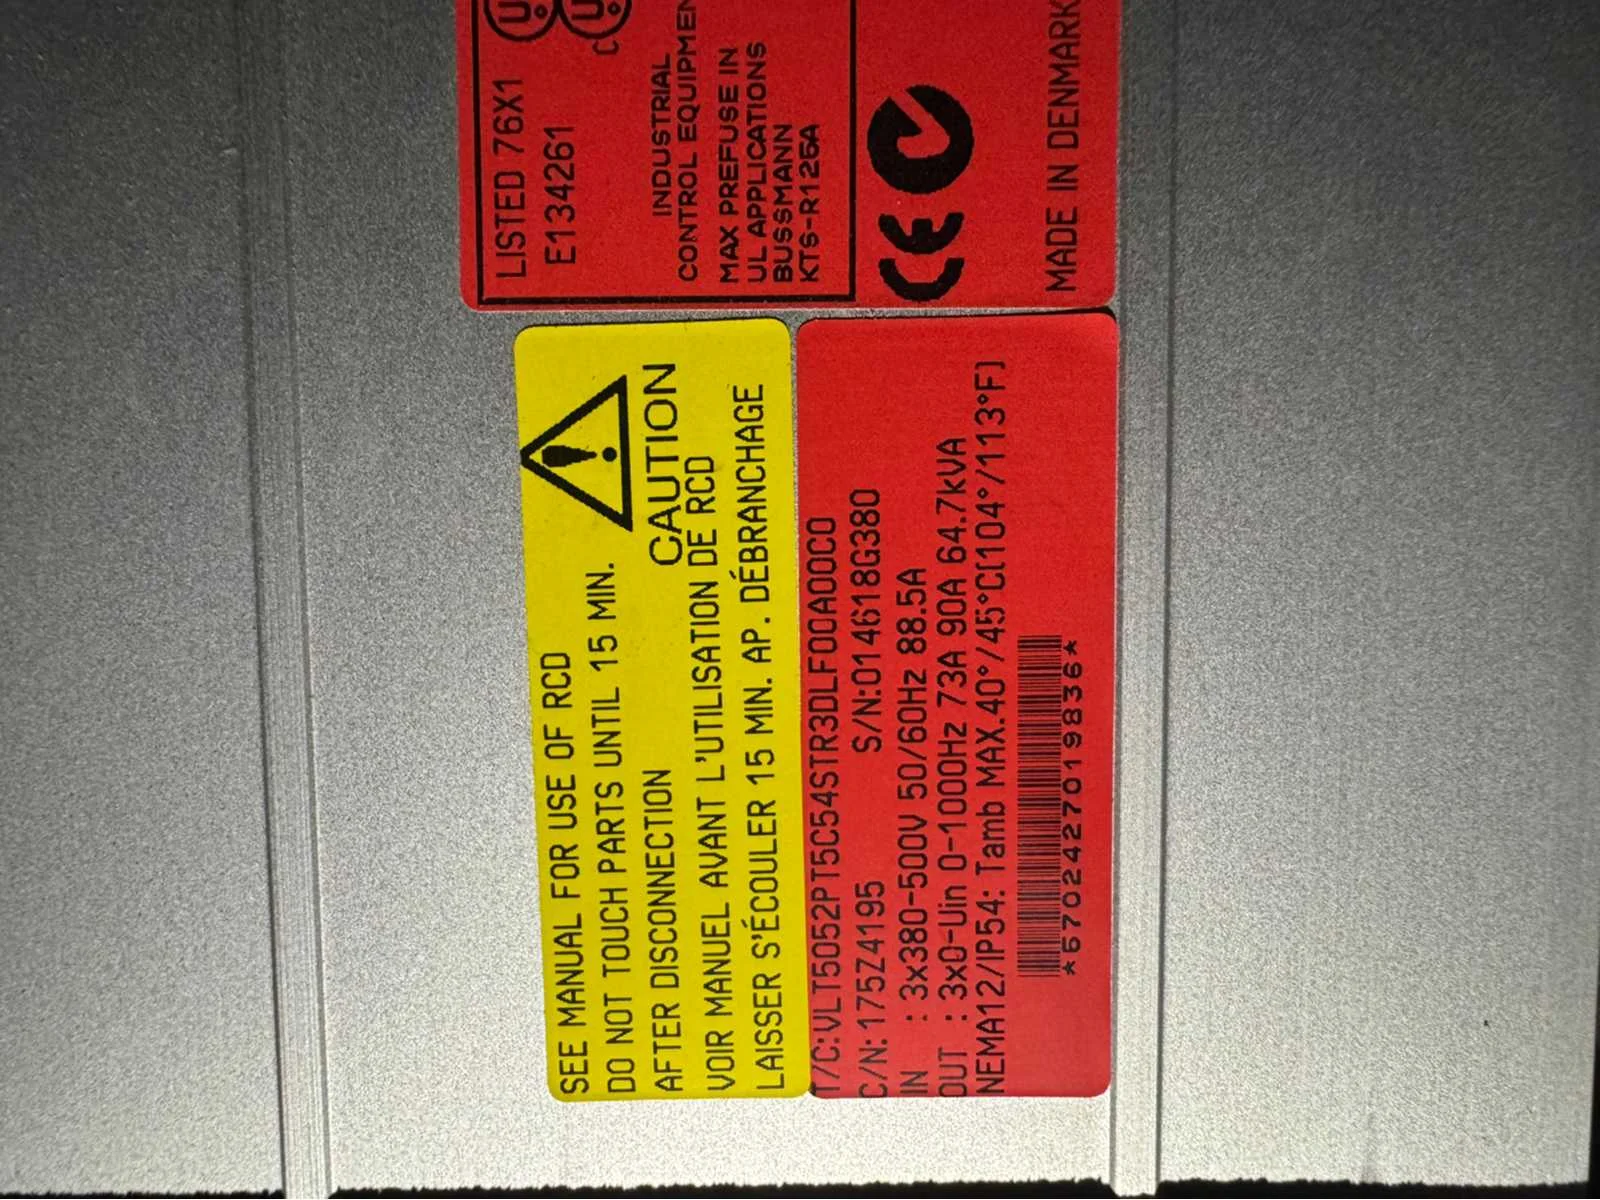 LISTED 76X1
E134261
INDUSTRIAL
CONTROL EQUIPMEN
MAX PREFUSE IN
UL APPLICATIONS
BUSSMANN
KTS-R125A
CE
MADE IN DENMARK
SEE MANUAL FOR USE OF RCD
DO NOT TOUCH PARTS UNTIL 15 MIN.
AFTER DISCONNECTION
CAUTION
VOIR MANUEL AVANT L'UTILISATION DE RCD
LAISSER S'ÉCOULER 15 MIN. AP. DÉBRANCHAGE
T/C:VLT5052PT5C54STR3DLF00A00C0
C/N:175Z4195 S/N:014618G380
IN : 3x380-500V 50/60Hz 88.5A
OUT : 3x0-Uin 0-1000Hz 73A 90A 64.7kVA
NEMA12/IP54: Tamb MAX.40°/45°C(104°/113°F)
*5702427019836*